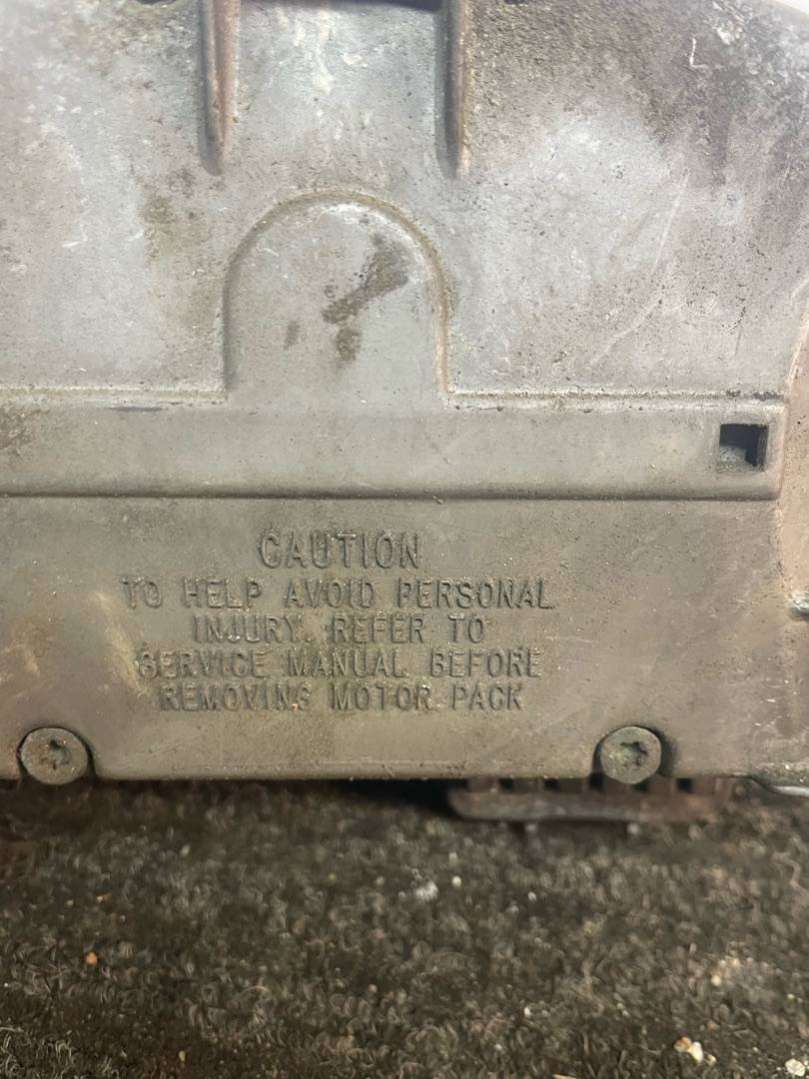 CAUTION
TO HELP AVOID PERSONAL
INJURY. REFER TO
SERVICE MANUAL BEFORE
REMOVING MOTOR PACK